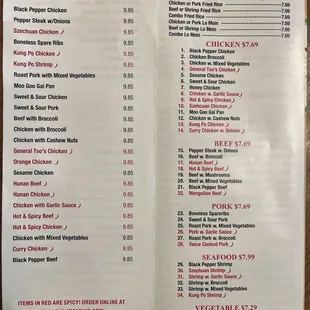 Black Pepper Chicken 9.85
Pepper Steak w/Onions 9.85
Szechuan Chicken 9.85
Boneless Spare Ribs 9.85
Kung Po Chicken 9.85
Kung Po Shrimp 9.85
Roast Pork with Mixed Vegetables 9.85
Moo Goo Gai Pan 9.85
Sweet & Sour Chicken 9.85
Sweet & Sour Pork 9.85
Beef with Broccoli 9.85
Chicken with Broccoli 9.85
Chicken with Cashew Nuts 9.85
General Tso's Chicken 9.85
Orange Chicken 9.85
Sesame Chicken 9.85
Hunan Beef 9.85
Hunan Chicken 9.85
Chicken with Garlic Sauce 9.85
Hot & Spicy Beef 9.85
Hot & Spicy Chicken 9.85
Chicken with Mixed Vegetables 9.85
Curry Chicken 9.85
Black Pepper Beef 9.85
ITEMS IN RED ARE SPICY! ORDER ONLINE AT
Chicken or Pork Fried Rice 7.09
Beef or Shrimp Fried Rice 7.09
Combo Fried Rice 7.09
Chicken or Pork Lo Mein 7.09
Beef or Shrimp Lo Mein 7.09
Combo Lo Mein 7.09
CHICKEN $7.69
1. Black Pepper Chicken
2. Chicken Broccoli
3. Chicken w. Mixed Vegetables
4. General Tso's Chicken
5. Sesame Chicken
6. Sweet & Sour Chicken
7. Honey Chicken
8. Chicken w. Garlic Sauce
9. Hot & Spicy Chicken
10. Szechuan Chicken
11. Moo Goo Gai Pan
12. Chicken w. Cashew Nuts
13. Kung Po Chicken
14. Curry Chicken w. Onions
BEEF $7.69
15. Pepper Steak w. Onions
16. Beef w. Broccoli
17. Hunan Beef
18. Hot & Spicy Beef
19. Beef w. Mushrooms
20. Beef w. Mixed Vegetables
21. Black Pepper Beef
22. Mongolian Beef
PORK $7.69
23. Boneless Spareribs
24. Sweet & Sour Pork
25. Roast Pork w. Mixed Vegetables
26. Pork w. Garlic Sauce
27. Roast Pork w. Broccoli
28. Twice Cooked Pork
SEAFOOD $7.99
29. Black Pepper Shrimp
30. Szechuan Shrimp
31. Shrimp w. Garlic Sauce
32. Shrimp w. Broccoli
33. Shrimp w. Mixed Vegetables
34. Kung Po Shrimp
VEGETABLE $7.29